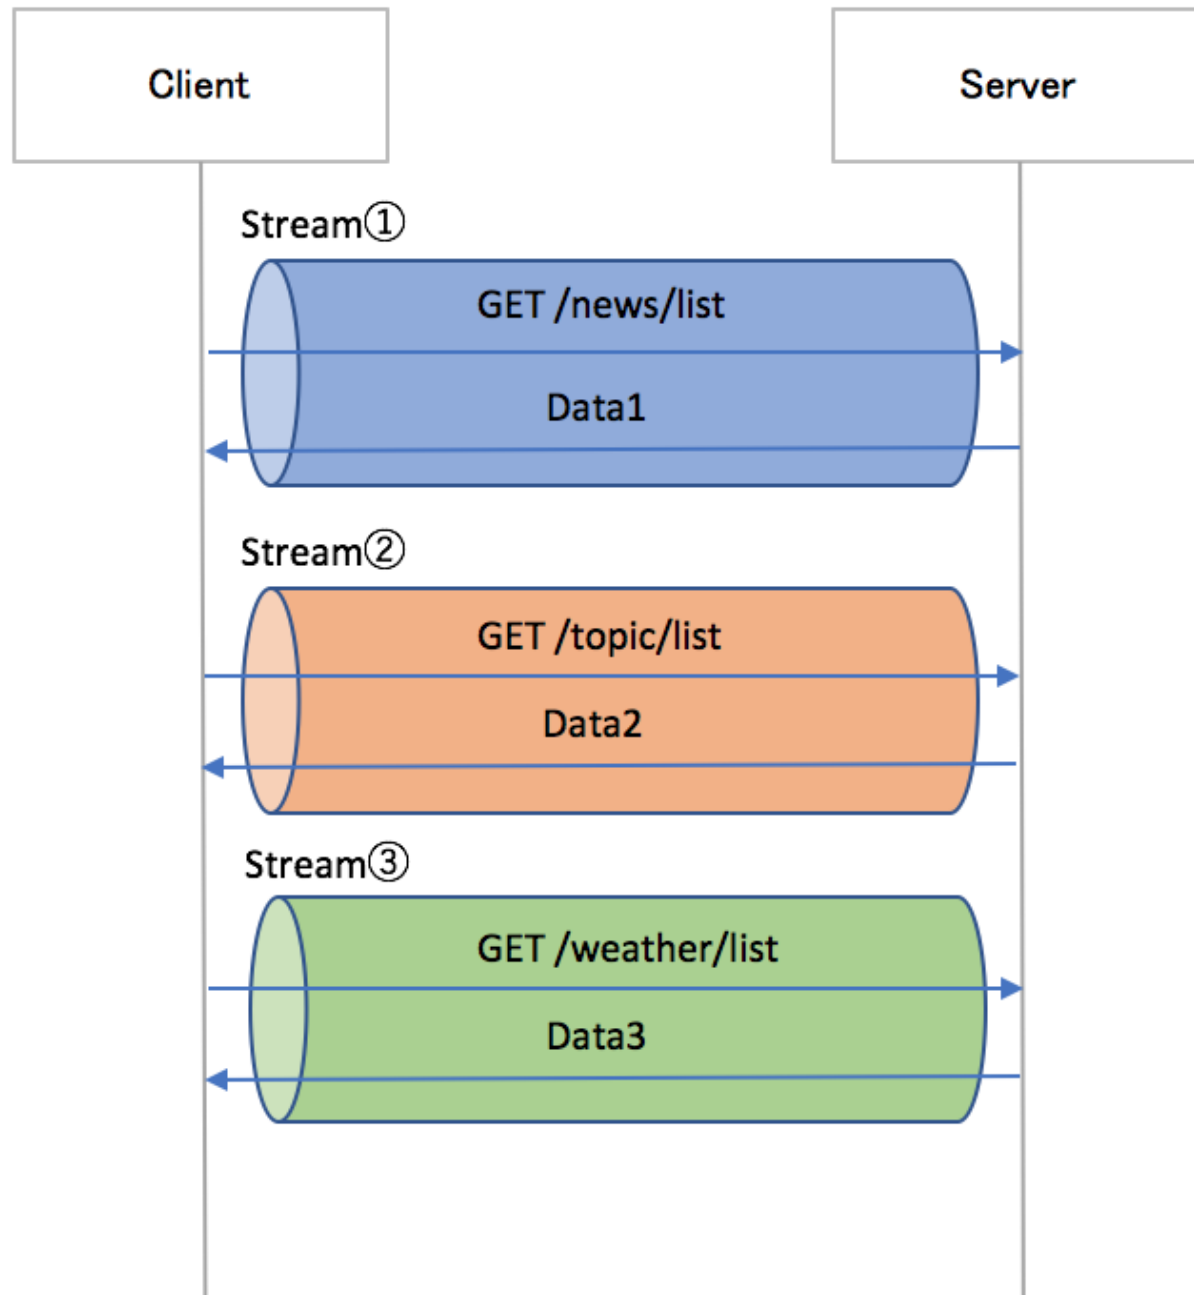 Client
Server
Stream①
GET /news/list
Data1
Stream②
GET /topic/list
Data2
Stream③
GET /weather/list
Data3